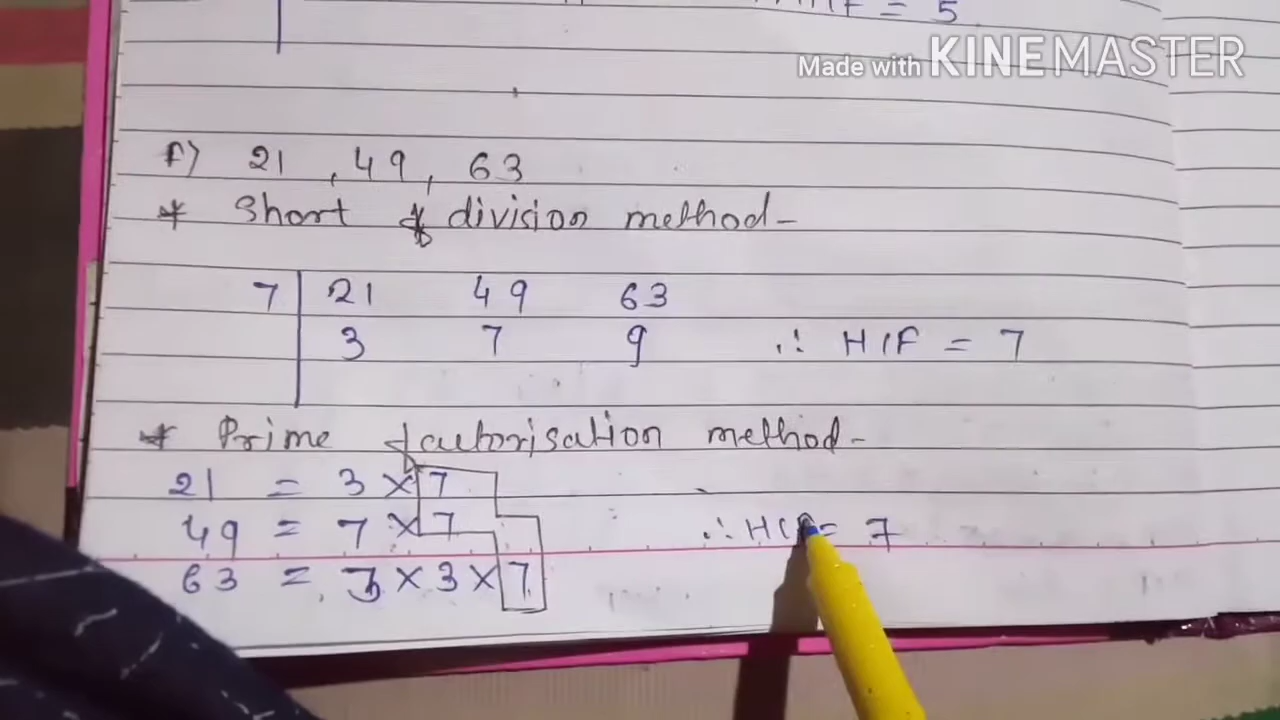 HCF = 5
Made with KINEMASTER
F) 21, 49, 63
* Short division method-
7 21 49 63
3 7 9 ∴ HCF = 7
* Prime factorisation method-
21 = 3 × 7
49 = 7 × 7 ∴ HCF = 7
63 = 3 × 3 × 7